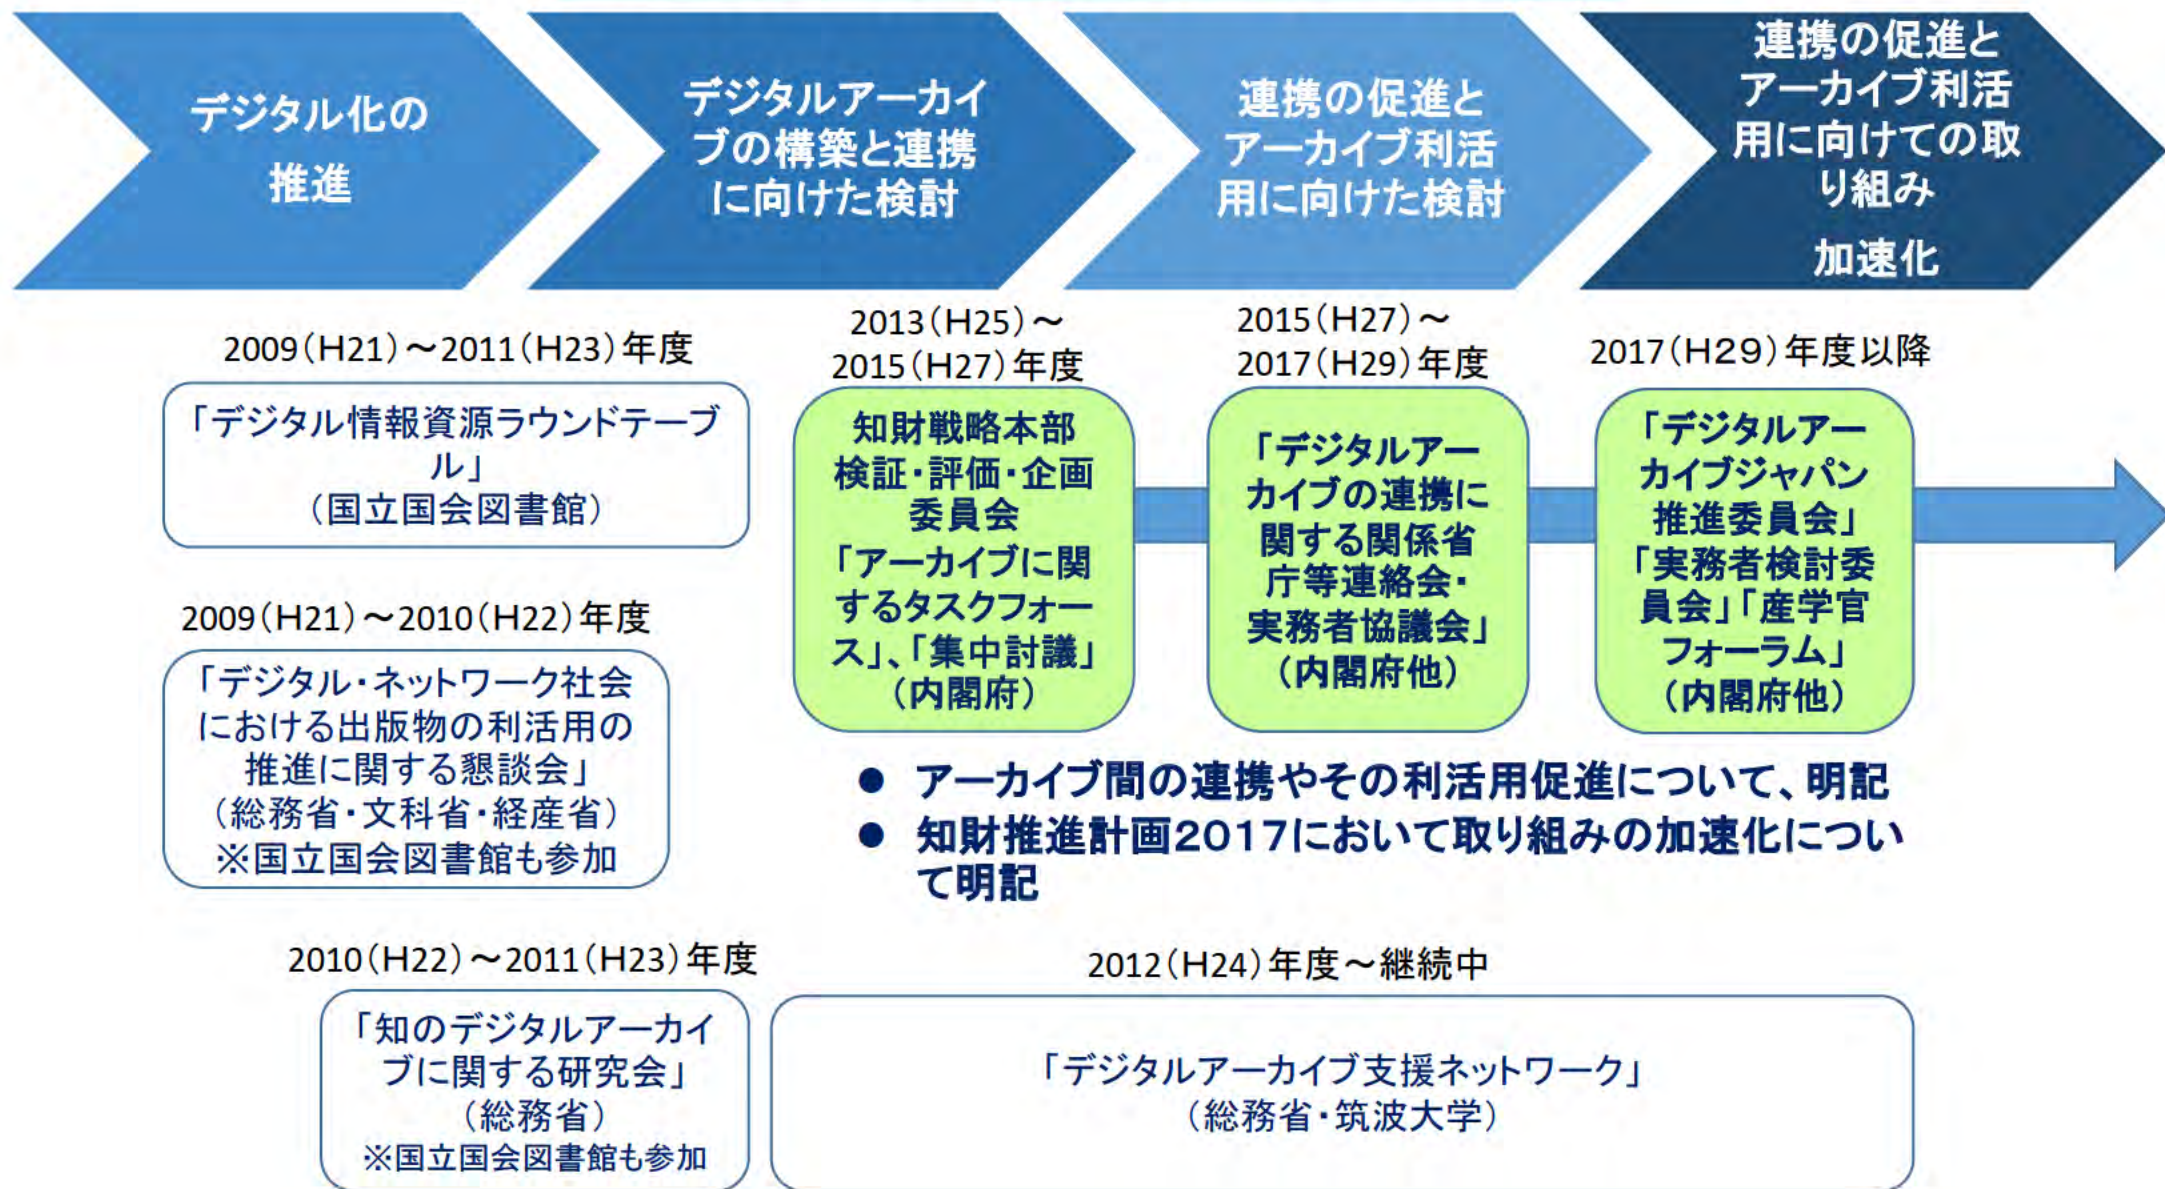 デジタル化の
推進
デジタルアーカイ
ブの構築と連携
に向けた検討
連携の促進と
アーカイブ利活
用に向けた検討
連携の促進と
アーカイブ利活
用に向けての取
り組み
加速化
2009(H21)～2011(H23)年度
「デジタル情報資源ラウンドテーブ
ル」
(国立国会図書館)
2009(H21)～2010(H22)年度
「デジタル・ネットワーク社会
における出版物の利活用の
推進に関する懇談会」
(総務省・文科省・経産省)
※国立国会図書館も参加
2010(H22)～2011(H23)年度
「知のデジタルアーカイ
ブに関する研究会」
(総務省)
※国立国会図書館も参加
2013(H25)～
2015(H27)年度
知財戦略本部
検証・評価・企画
委員会
「アーカイブに関
するタスクフォー
ス」、「集中討議」
(内閣府)
2015(H27)～
2017(H29)年度
「デジタルアー
カイブの連携に
関する関係省
庁等連絡会・
実務者協議会」
(内閣府他)
2017(H29)年度以降
「デジタルアー
カイブジャパン
推進委員会」
「実務者検討委
員会」「産学官
フォーラム」
(内閣府他)
● アーカイブ間の連携やその利活用促進について、明記
● 知財推進計画2017において取り組みの加速化につい
て明記
2012(H24)年度～継続中
「デジタルアーカイブ支援ネットワーク」
(総務省・筑波大学)